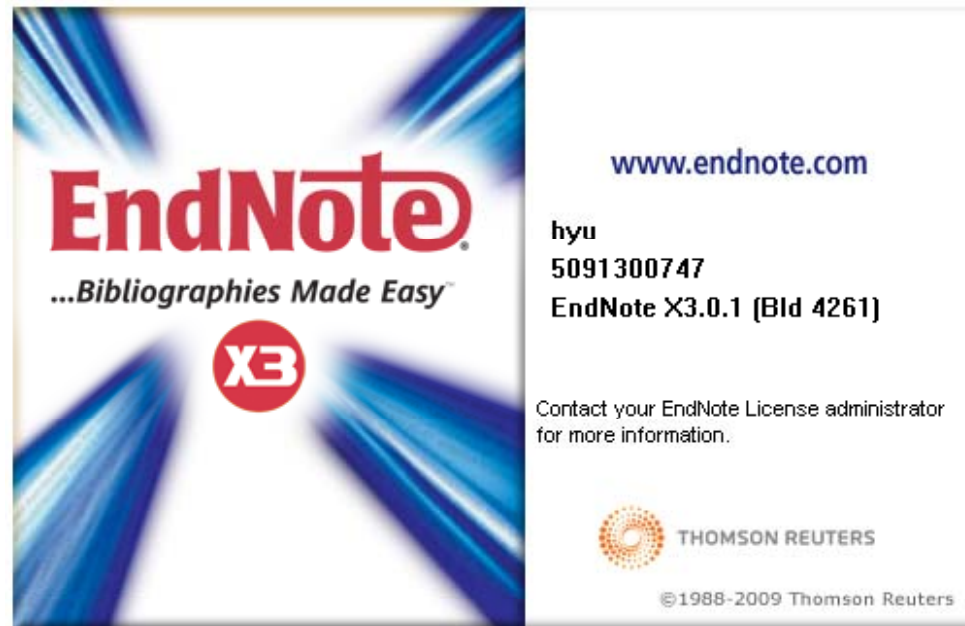 EndNote®
...Bibliographies Made Easy™
X3
www.endnote.com
hyu
5091300747
EndNote X3.0.1 (Bld 4261)
Contact your EndNote License administrator
for more information.
THOMSON REUTERS
©1988-2009 Thomson Reuters